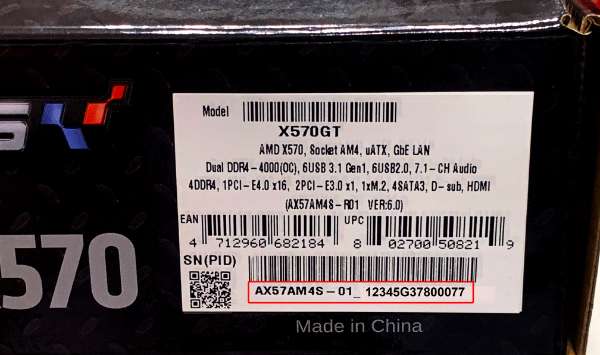 Model
X570GT
AMD X570, Socket AM4, uATX, GbE LAN
Dual DDR4-4000(OC), 6USB 3.1 Gen1, 6USB2.0, 7.1-CH Audio
4DDR4, 1PCI-E4.0 x16, 2PCI-E3.0 x1, 1xM.2, 4SATA3, D-sub, HDMI
(AX57AM4S-R01 VER:6.0)
EAN UPC
4 712960 682184 8 02700 50821 9
SN(PID)
AX57AM4S-01_ 12345G37800077
X570
Made in China